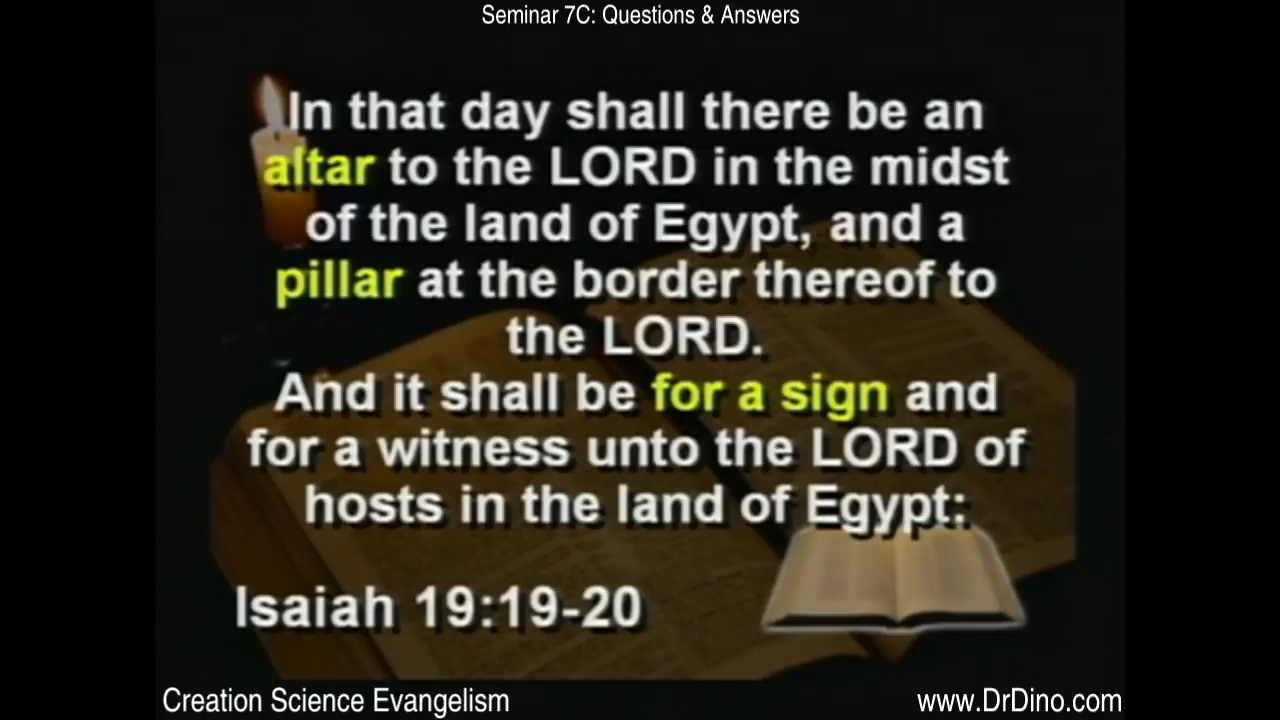 Seminar 7C: Questions & Answers
In that day shall there be an
altar to the LORD in the midst
of the land of Egypt, and a
pillar at the border thereof to
the LORD.
And it shall be for a sign and
for a witness unto the LORD of
hosts in the land of Egypt:
Isaiah 19:19-20
Creation Science Evangelism
www.DrDino.com